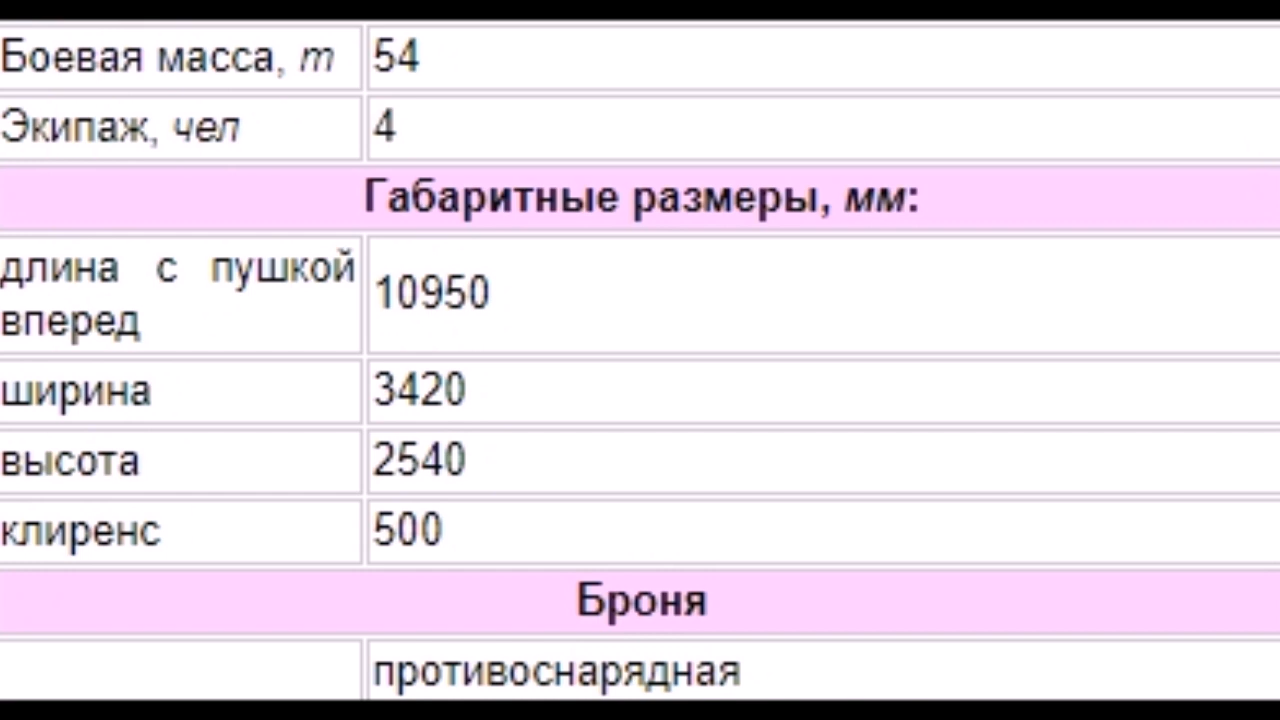 Боевая масса, т 54
Экипаж, чел 4
Габаритные размеры, мм:
длина с пушкой
вперед 10950
ширина 3420
высота 2540
клиренс 500
Броня
противоснарядная